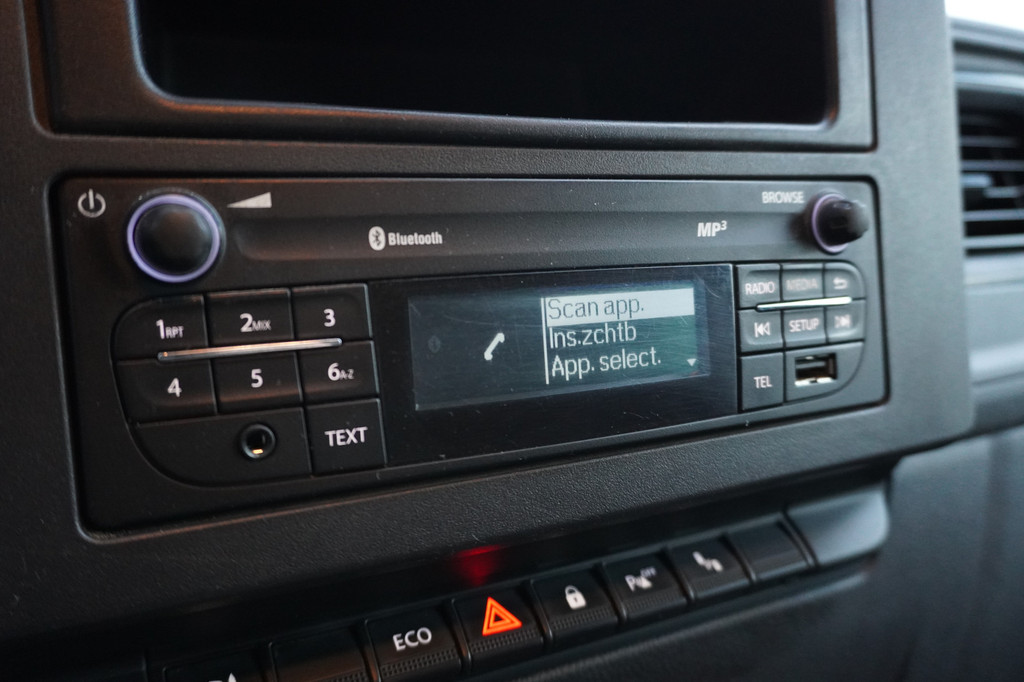 BROWSE
Bluetooth
MP3
1RPT
2MIX
3
4
5
6A-Z
TEXT
Scan app.
Ins.zchtb
App. select.
RADIO
MEDIA
SETUP
TEL
ECO
P OFF